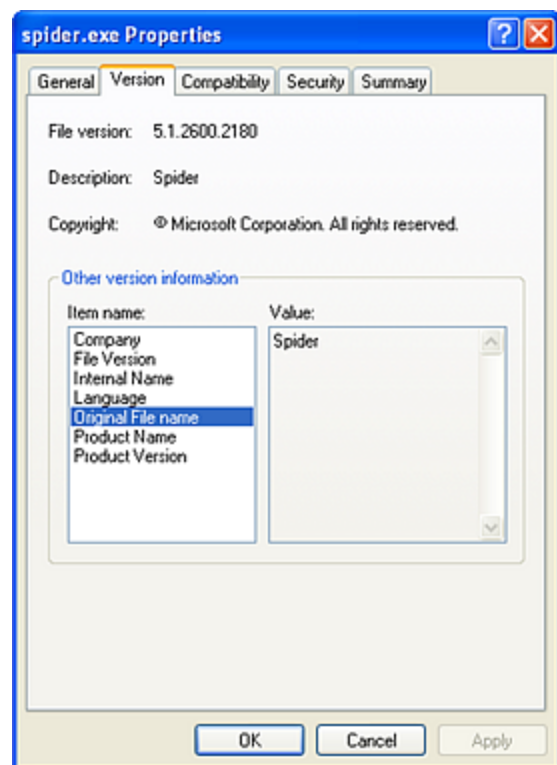 spider.exe Properties
General Version Compatibility Security Summary
File version: 5.1.2600.2180
Description: Spider
Copyright: © Microsoft Corporation. All rights reserved.
Other version information
Item name: Value:
Company Spider
File Version
Internal Name
Language
Original File name
Product Name
Product Version
OK Cancel Apply